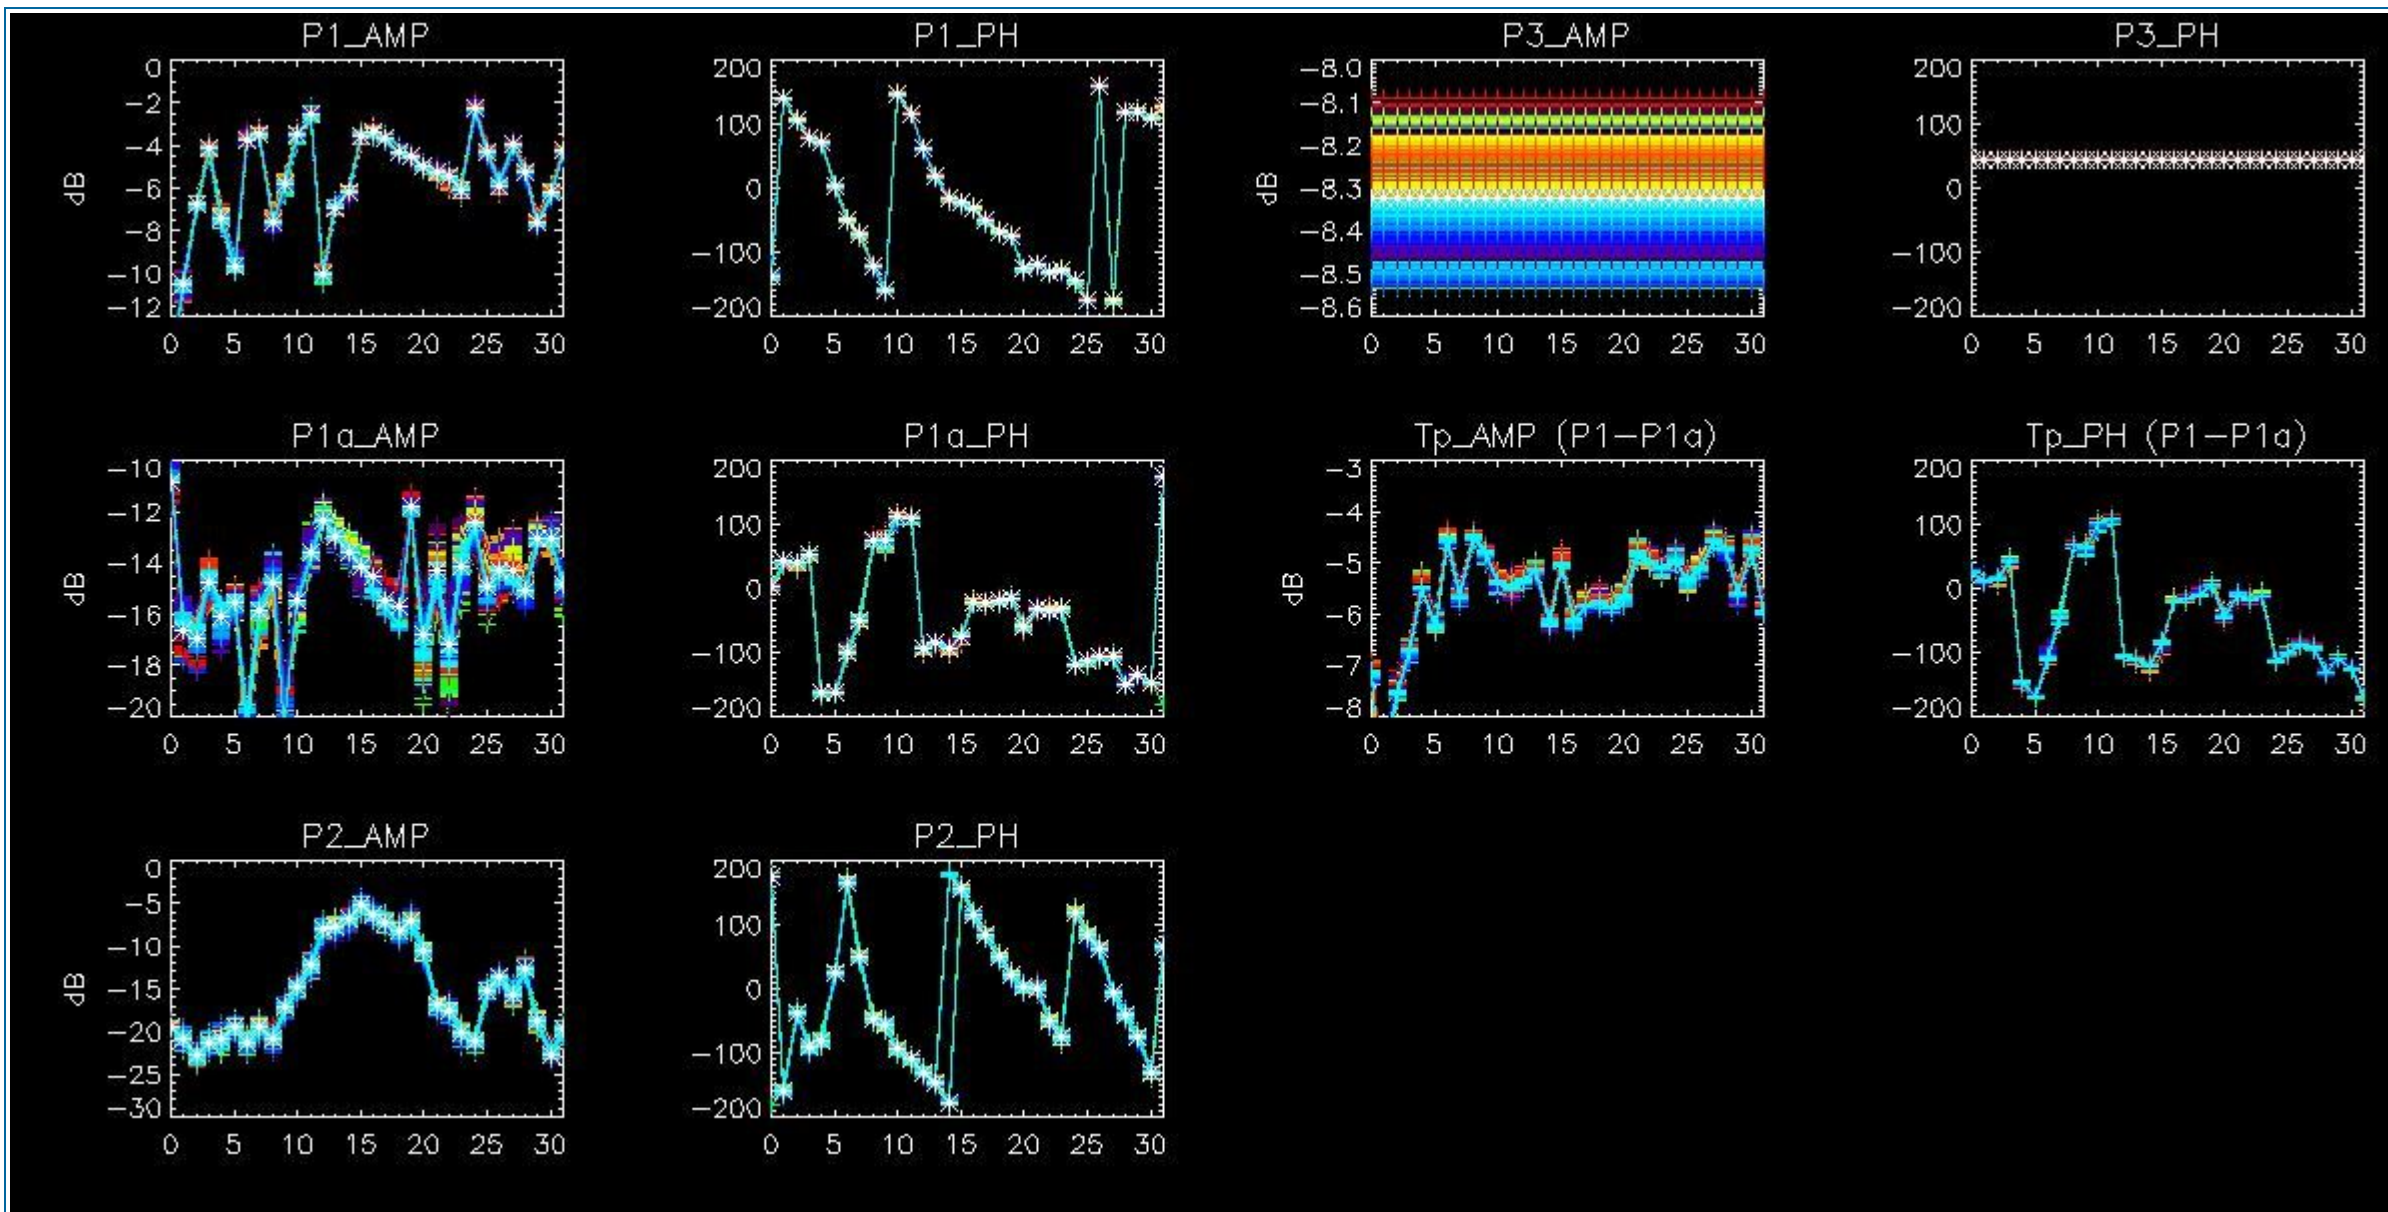 P1_AMP
0
−2
−4
−6
−8
−10
−12
dB
0 5 10 15 20 25 30
P1_PH
200
100
0
−100
−200
0 5 10 15 20 25 30
P3_AMP
−8.0
−8.1
−8.2
−8.3
−8.4
−8.5
−8.6
dB
0 5 10 15 20 25 30
P3_PH
200
100
0
−100
−200
0 5 10 15 20 25 30
P1a_AMP
−10
−12
−14
−16
−18
−20
dB
0 5 10 15 20 25 30
P1a_PH
200
100
0
−100
−200
0 5 10 15 20 25 30
Tp_AMP (P1−P1a)
−3
−4
−5
−6
−7
−8
dB
0 5 10 15 20 25 30
Tp_PH (P1−P1a)
200
100
0
−100
−200
0 5 10 15 20 25 30
P2_AMP
0
−5
−10
−15
−20
−25
−30
dB
0 5 10 15 20 25 30
P2_PH
200
100
0
−100
−200
0 5 10 15 20 25 30